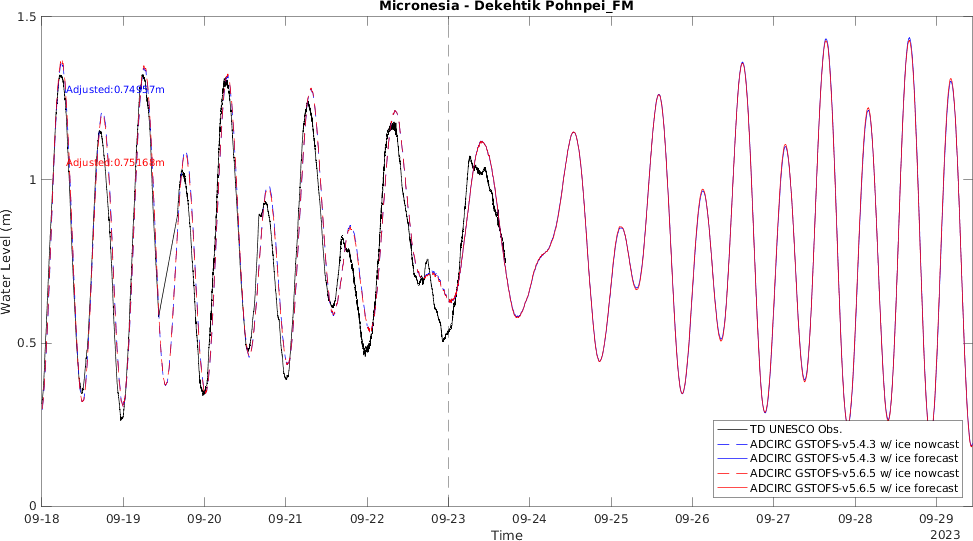 Micronesia - Dekehtik Pohnpei_FM
1.5
1
0.5
0
Water Level (m)
Adjusted:0.74957m
Adjusted:0.75168m
TD UNESCO Obs.
ADCIRC GSTOFS-v5.4.3 w/ ice nowcast
ADCIRC GSTOFS-v5.4.3 w/ ice forecast
ADCIRC GSTOFS-v5.6.5 w/ ice nowcast
ADCIRC GSTOFS-v5.6.5 w/ ice forecast
09-18 09-19 09-20 09-21 09-22 09-23 09-24 09-25 09-26 09-27 09-28 09-29
Time
2023